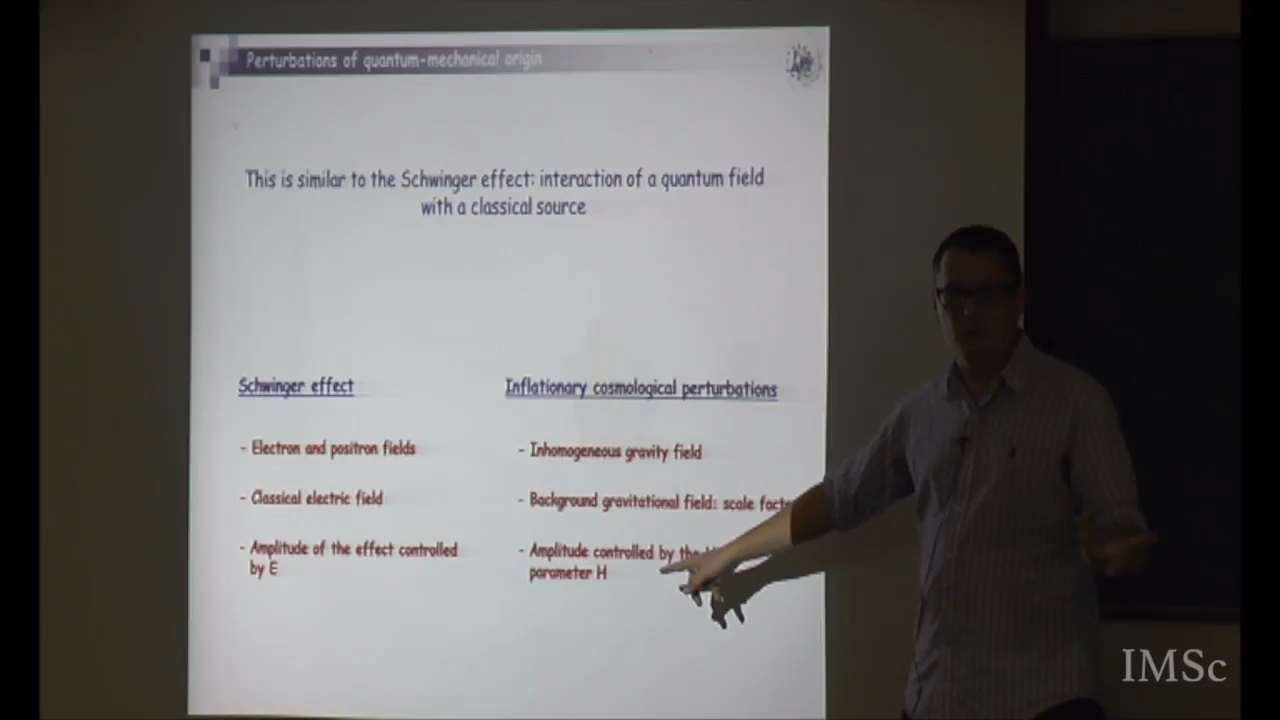 Perturbations of quantum-mechanical origin
This is similar to the Schwinger effect: interaction of a quantum field
with a classical source
Schwinger effect
- Electron and positron fields
- Classical electric field
- Amplitude of the effect controlled
by E
Inflationary cosmological perturbations
- Inhomogeneous gravity field
- Background gravitational field: scale
- Amplitude controlled by the
parameter H
IMSc